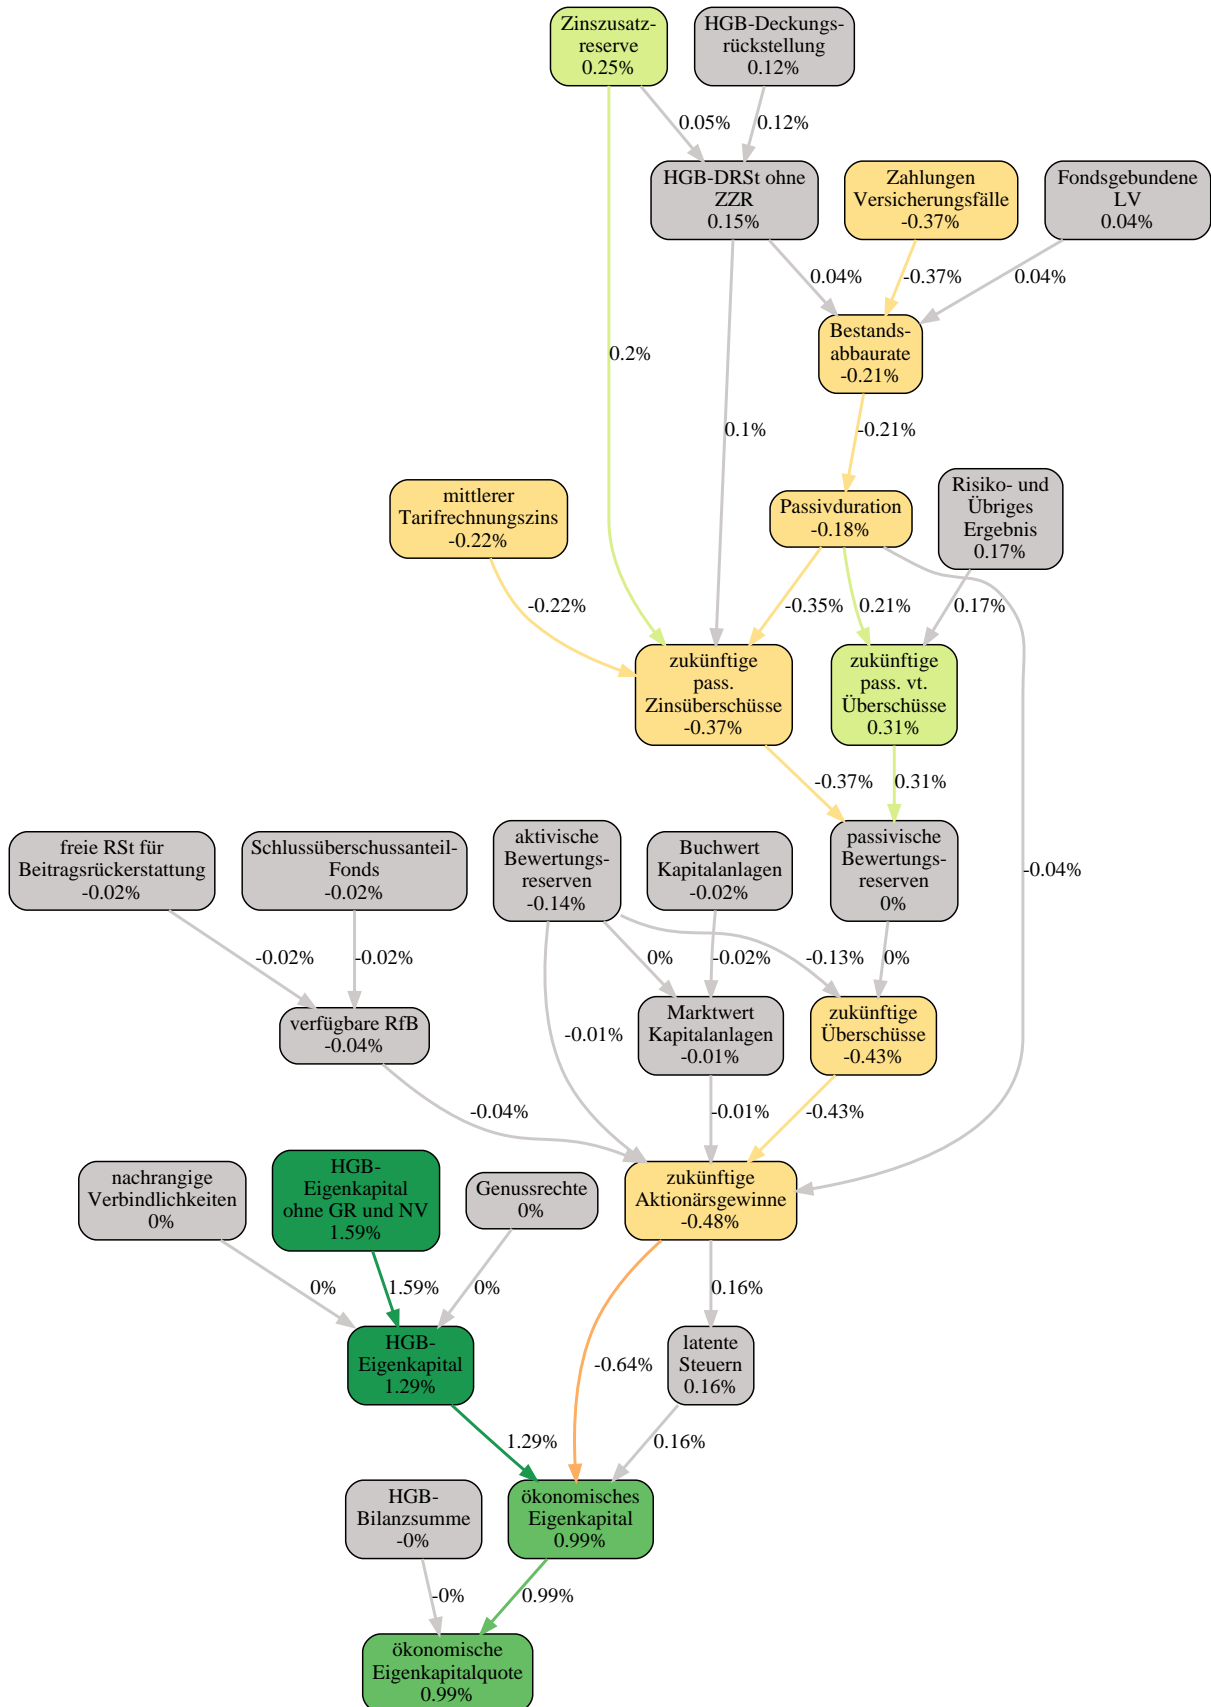 Zinszusatz-
reserve
0.25%
HGB-Deckungs-
rückstellung
0.12%
0.05%
0.12%
HGB-DRSt ohne
ZZR
0.15%
Zahlungen
Versicherungsfälle
-0.37%
Fondsgebundene
LV
0.04%
0.04%
-0.37%
0.04%
Bestands-
abbaurate
-0.21%
0.2%
0.1%
-0.21%
mittlerer
Tarifrechnungszins
-0.22%
Passivduration
-0.18%
Risiko- und
Übriges
Ergebnis
0.17%
-0.22%
-0.35%
0.21%
0.17%
zukünftige
pass.
Zinsüberschüsse
-0.37%
zukünftige
pass. vt.
Überschüsse
0.31%
-0.37%
0.31%
freie RSt für
Beitragsrückerstattung
-0.02%
Schlussüberschussanteil-
Fonds
-0.02%
aktivische
Bewertungs-
reserven
-0.14%
Buchwert
Kapitalanlagen
-0.02%
passivische
Bewertungs-
reserven
0%
-0.04%
-0.02%
-0.02%
0%
-0.02%
-0.13%
0%
verfügbare RfB
-0.04%
-0.01%
Marktwert
Kapitalanlagen
-0.01%
zukünftige
Überschüsse
-0.43%
-0.04%
-0.01%
-0.43%
nachrangige
Verbindlichkeiten
0%
HGB-
Eigenkapital
ohne GR und NV
1.59%
Genussrechte
0%
zukünftige
Aktionärsgewinne
-0.48%
0%
1.59%
0%
0.16%
HGB-
Eigenkapital
1.29%
-0.64%
latente
Steuern
0.16%
1.29%
0.16%
HGB-
Bilanzsumme
-0%
ökonomisches
Eigenkapital
0.99%
-0%
0.99%
ökonomische
Eigenkapitalquote
0.99%